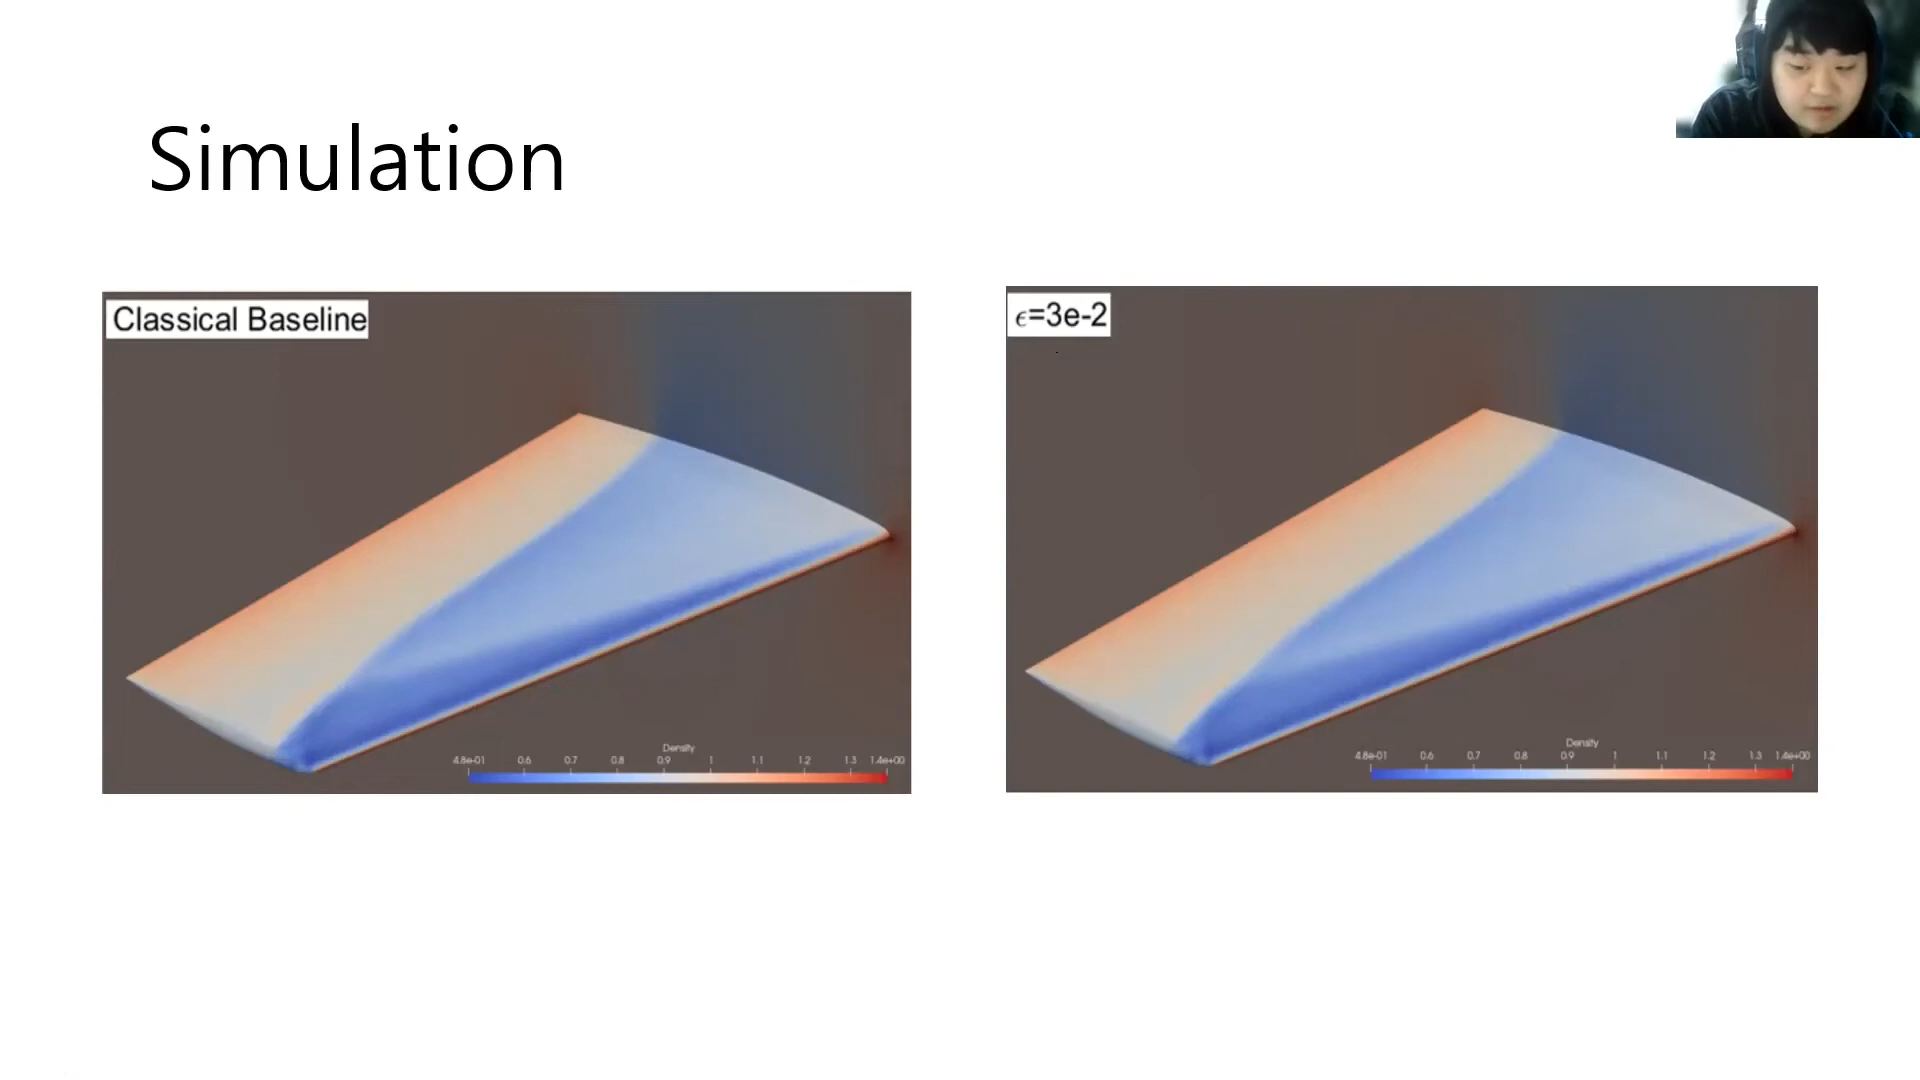 Simulation
Classical Baseline
Density
4.8e-01 0.6 0.7 0.8 0.9 1 1.1 1.2 1.3 1.4e+00
ϵ=3e-2
Density
4.8e-01 0.6 0.7 0.8 0.9 1 1.1 1.2 1.3 1.4e+00